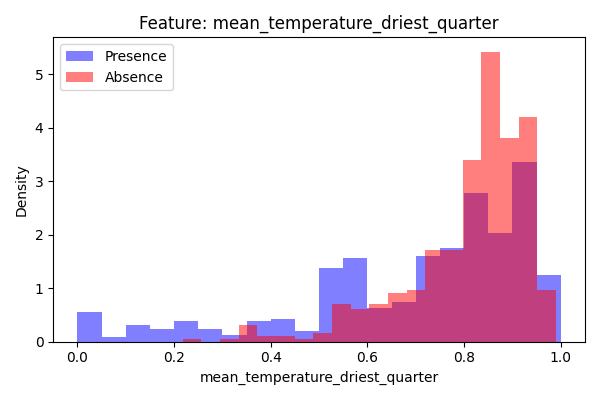 Feature: mean_temperature_driest_quarter
Presence
Absence
Density
5
4
3
2
1
0
0.0 0.2 0.4 0.6 0.8 1.0
mean_temperature_driest_quarter